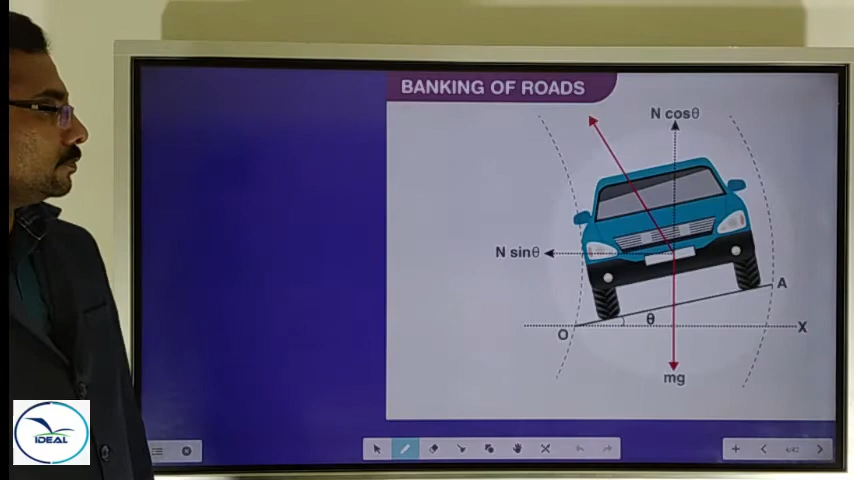 BANKING OF ROADS
N cosθ
N sinθ
A
θ
O
X
mg
IDEAL